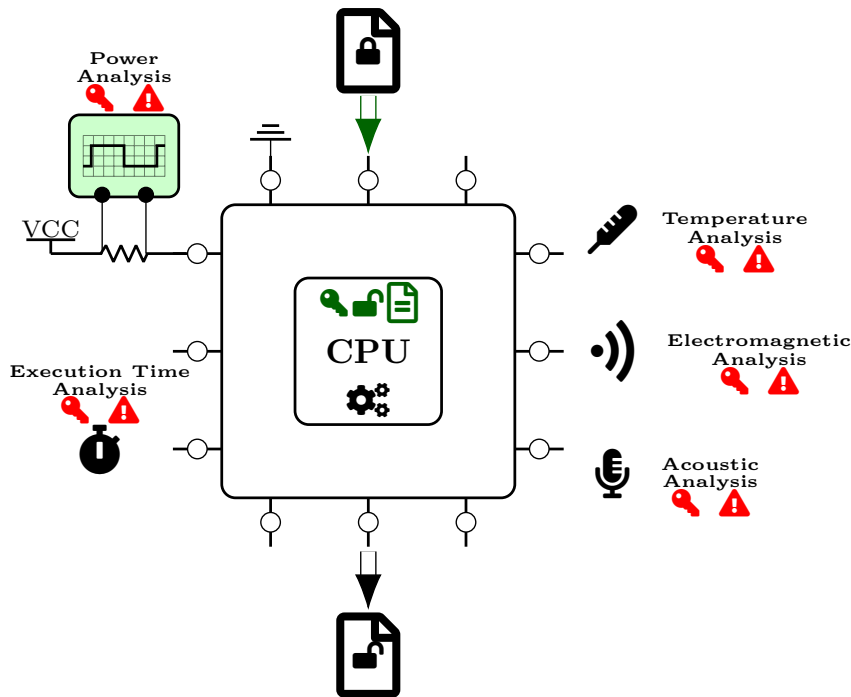 Power
Analysis
VCC
Temperature
Analysis
CPU
Electromagnetic
Analysis
Execution Time
Analysis
Acoustic
Analysis